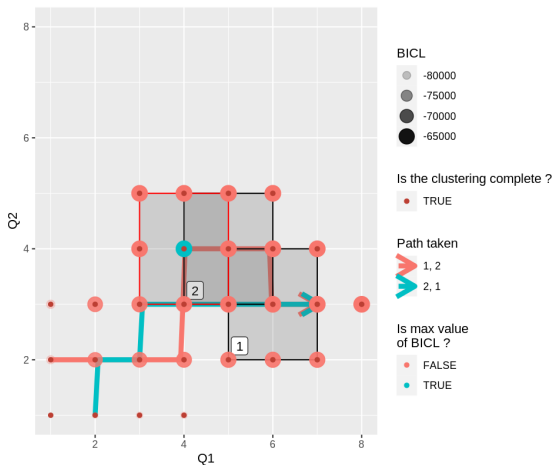 8
6
4
2
Q2
2
1
2
4
6
8
Q1
BICL
-80000
-75000
-70000
-65000
Is the clustering complete ?
TRUE
Path taken
1, 2
2, 1
Is max value
of BICL ?
FALSE
TRUE